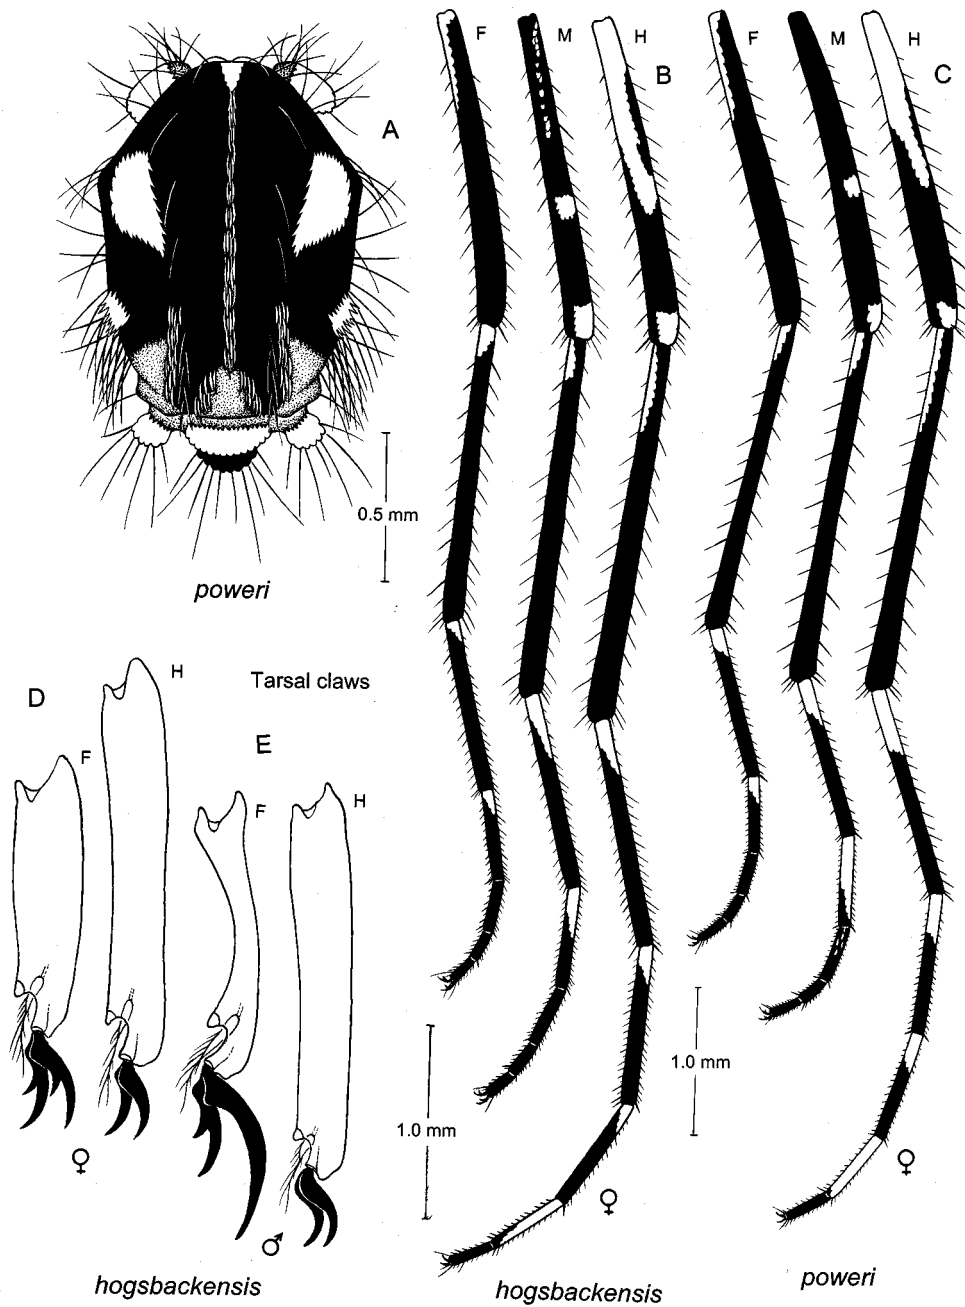 A
0.5 mm
poweri
F
M
H
B
F
M
H
C
Tarsal claws
D
F
H
♀
E
F
H
♂
hogsbackensis
1.0 mm
♀
hogsbackensis
1.0 mm
♀
poweri